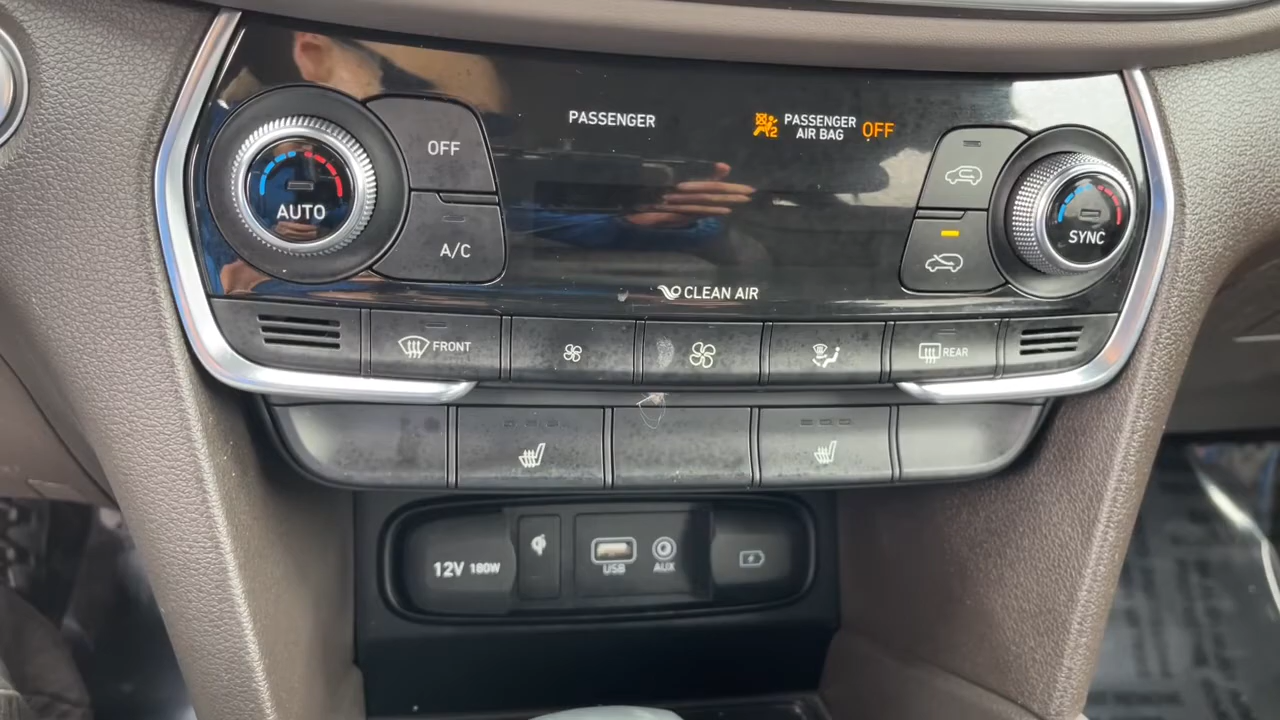 OFF
AUTO
A/C
PASSENGER
PASSENGER
AIR BAG OFF
SYNC
CLEAN AIR
FRONT
REAR
12V 180W
USB
AUX